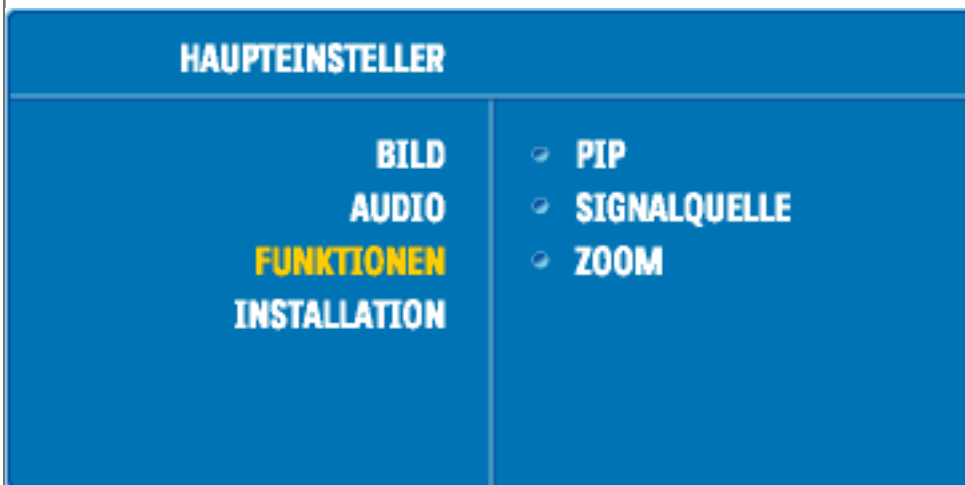 HAUPTEINSTELLER
BILD
AUDIO
FUNKTIONEN
INSTALLATION
PIP
SIGNALQUELLE
ZOOM